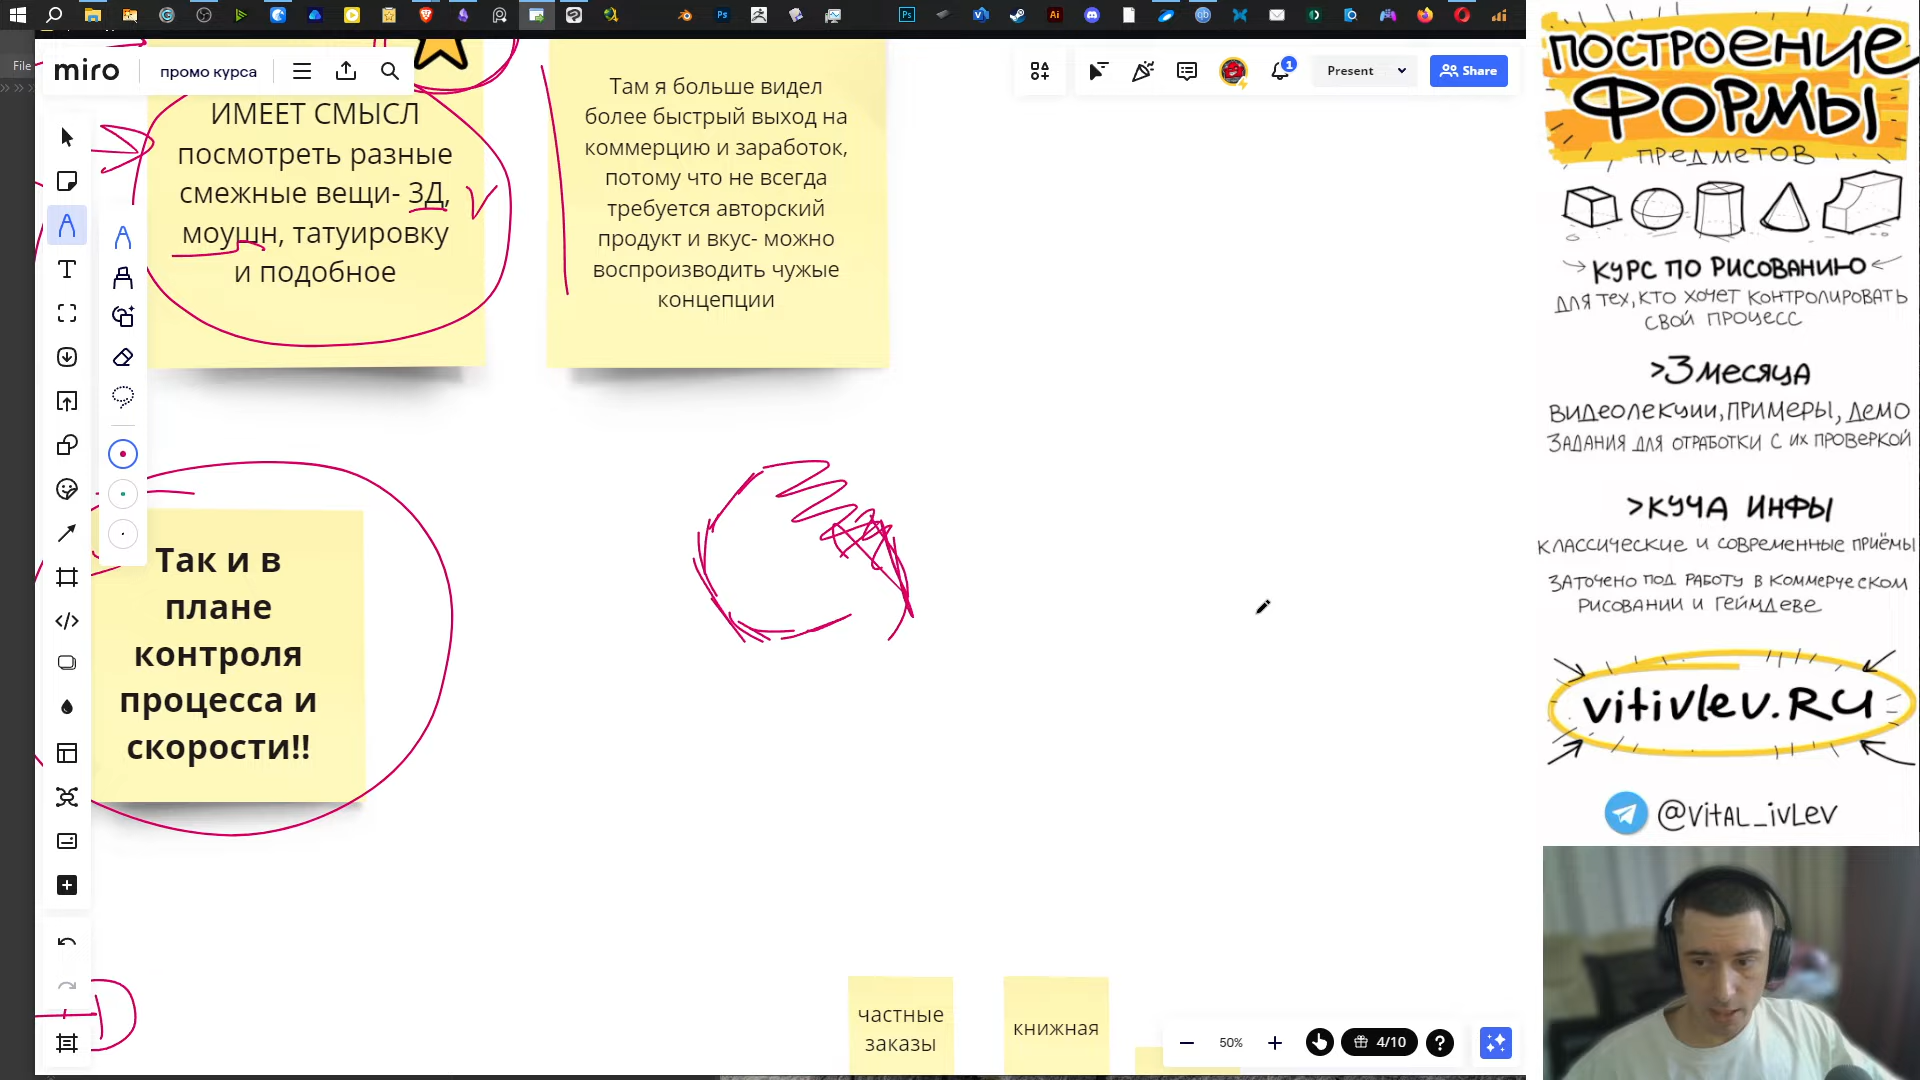 File
miro
промо курса
Present
1
Share
ИМЕЕТ СМЫСЛ
посмотреть разные
смежные вещи- 3Д,
моушн, татуировку
и подобное
Там я больше видел
более быстрый выход на
коммерцию и заработок,
потому что не всегда
требуется авторский
продукт и вкус- можно
воспроизводить чужые
концепции
Так и в
плане
контроля
процесса и
скорости!!
частные
заказы
книжная
50%
4/10
ПОСТРОЕНИЕ
ФОРМЫ
ПРЕДМЕТОВ
КУРС ПО РИСОВАНИЮ
ДЛЯ ТЕХ, КТО ХОЧЕТ КОНТРОЛИРОВАТЬ
СВОЙ ПРОЦЕСС
>3 месяца
ВИДЕОЛЕКЦИИ, ПРИМЕРЫ, ДЕМО
ЗАДАНИЯ ДЛЯ ОТРАБОТКИ С ИХ ПРОВЕРКОЙ
>КУЧА ИНФЫ
КЛАССИЧЕСКИЕ И СОВРЕМЕННЫЕ ПРИЁМЫ
ЗАТОЧЕНО ПОД РАБОТУ В КОММЕРЧЕСКОМ
РИСОВАНИИ И ГЕЙМДЕВЕ
vitivlev.RU
@VITAL_IVLEV